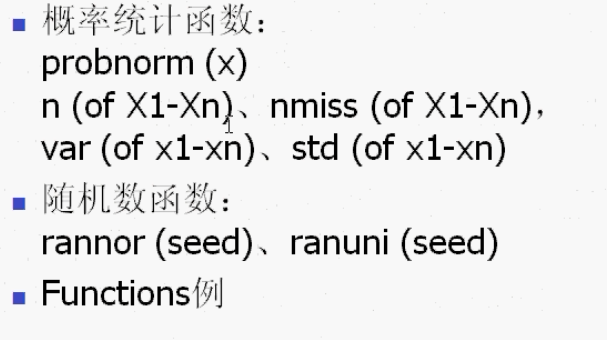 概率统计函数：
probnorm (x)
n (of X1-Xn)、nmiss (of X1-Xn)，
var (of x1-xn)、std (of x1-xn)
随机数函数：
rannor (seed)、ranuni (seed)
Functions例